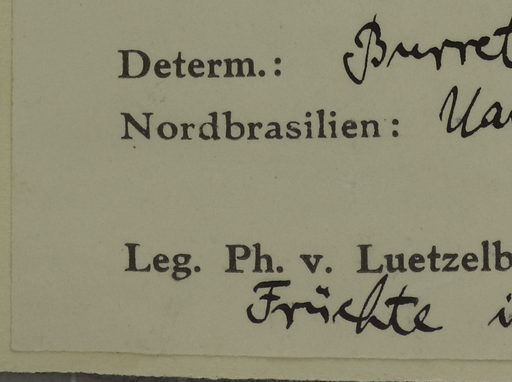 Determ.: Burret
Nordbrasilien:
Leg. Ph. v. Luetzelb
Früchte